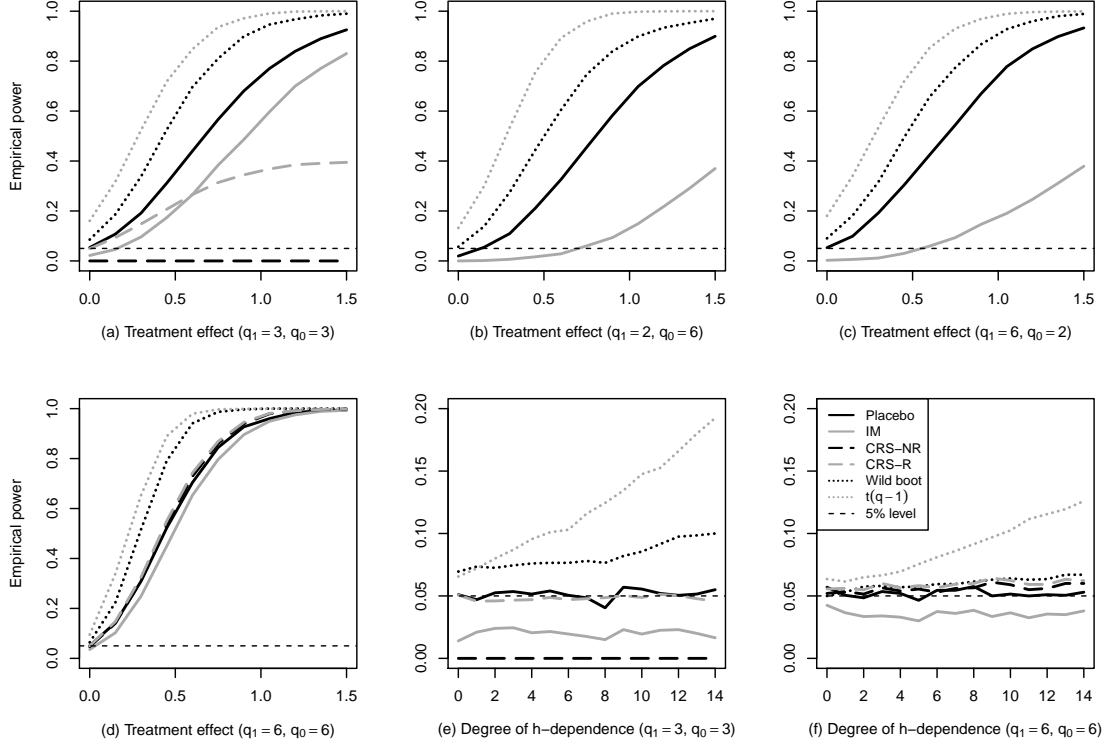 Empirical power
0.0 0.2 0.4 0.6 0.8 1.0
0.0 0.5 1.0 1.5
(a) Treatment effect (q₁ = 3, q₀ = 3)
0.0 0.2 0.4 0.6 0.8 1.0
0.0 0.5 1.0 1.5
(b) Treatment effect (q₁ = 2, q₀ = 6)
0.0 0.2 0.4 0.6 0.8 1.0
0.0 0.5 1.0 1.5
(c) Treatment effect (q₁ = 6, q₀ = 2)
Empirical power
0.0 0.2 0.4 0.6 0.8 1.0
0.0 0.5 1.0 1.5
(d) Treatment effect (q₁ = 6, q₀ = 6)
0.00 0.05 0.10 0.15 0.20
0 2 4 6 8 10 12 14
(e) Degree of h−dependence (q₁ = 3, q₀ = 3)
0.00 0.05 0.10 0.15 0.20
Placebo
IM
CRS−NR
CRS−R
Wild boot
t(q − 1)
5% level
0 2 4 6 8 10 12 14
(f) Degree of h−dependence (q₁ = 6, q₀ = 6)